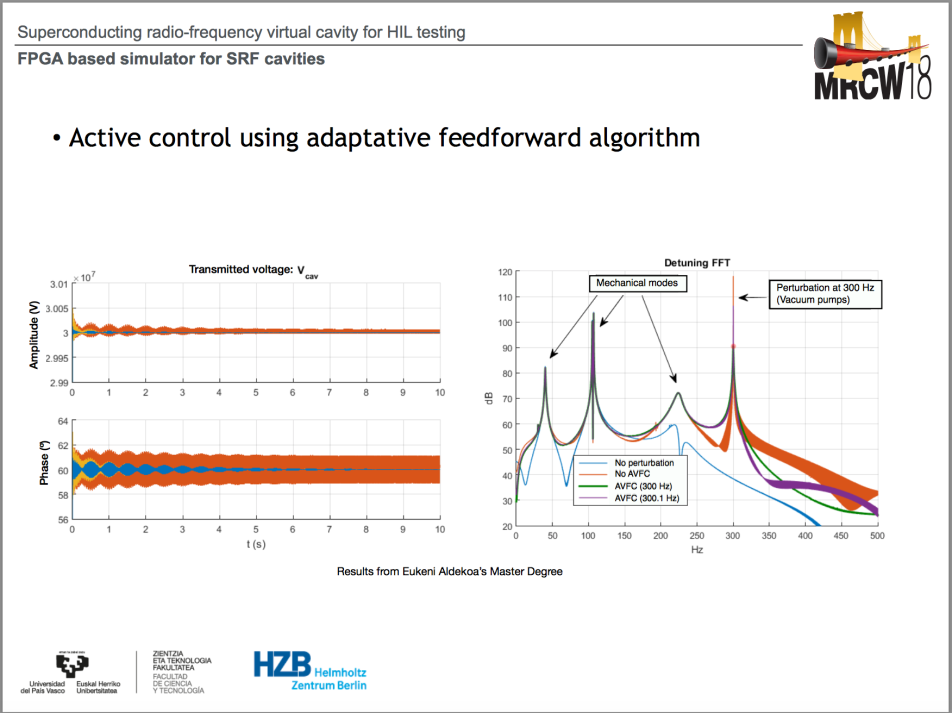 Superconducting radio-frequency virtual cavity for HIL testing
FPGA based simulator for SRF cavities
MRCW18
• Active control using adaptative feedforward algorithm
Transmitted voltage: V cav
× 10 7
3.01
3.005
3
2.995
2.99
Amplitude (V)
0 1 2 3 4 5 6 7 8 9 10
64
62
60
58
56
Phase (º)
0 1 2 3 4 5 6 7 8 9 10
t (s)
Detuning FFT
120
110
100
90
80
70
60
50
40
30
20
dB
Mechanical modes
Perturbation at 300 Hz
(Vacuum pumps)
No perturbation
No AVFC
AVFC (300 Hz)
AVFC (300.1 Hz)
0 50 100 150 200 250 300 350 400 450 500
Hz
Results from Eukeni Aldekoa's Master Degree
Universidad
del País Vasco
Euskal Herriko
Unibertsitatea
ZIENTZIA
ETA TEKNOLOGIA
FAKULTATEA
FACULTAD
DE CIENCIA
Y TECNOLOGÍA
HZB Helmholtz
Zentrum Berlin